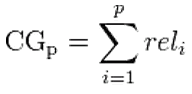 CG_p = \sum_{i=1}^{p} rel_i